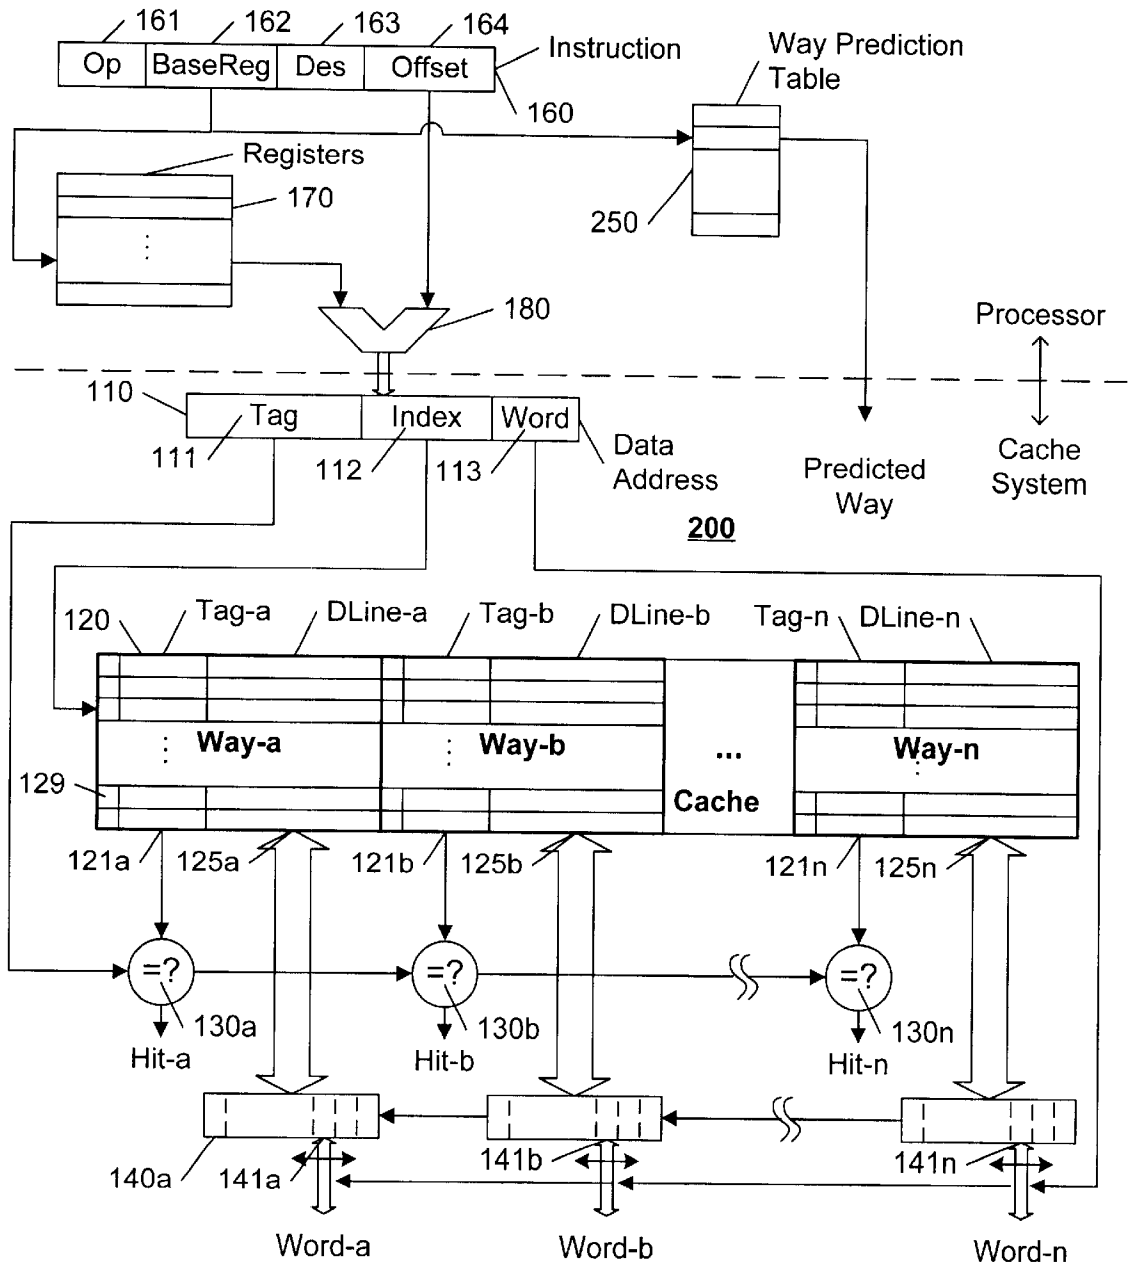 161 162 163 164
Op BaseReg Des Offset
Instruction
160
Way Prediction
Table
Registers
170
250
180
Processor
110
Tag Index Word
111 112 113
Data
Address
Predicted
Way
Cache
System
200
120 Tag-a DLine-a Tag-b DLine-b Tag-n DLine-n
Way-a Way-b ... Way-n
129
Cache
121a 125a 121b 125b 121n 125n
=? =? =?
130a 130b 130n
Hit-a Hit-b Hit-n
140a 141a 141b 141n
Word-a Word-b Word-n